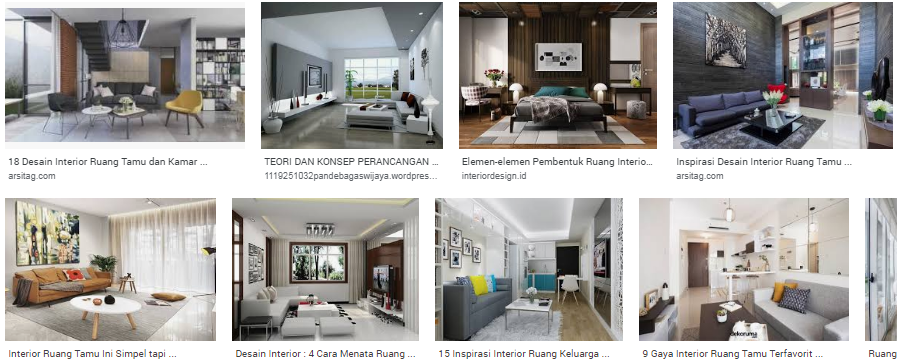 18 Desain Interior Ruang Tamu dan Kamar ...
arsitag.com
TEORI DAN KONSEP PERANCANGAN ...
1119251032pandebagaswijaya.wordpres...
Elemen-elemen Pembentuk Ruang Interio...
interiordesign.id
Inspirasi Desain Interior Ruang Tamu ...
arsitag.com
dekoruma
Interior Ruang Tamu Ini Simpel tapi ...
Desain Interior : 4 Cara Menata Ruang ...
15 Inspirasi Interior Ruang Keluarga ...
9 Gaya Interior Ruang Tamu Terfavorit ...
Ruang